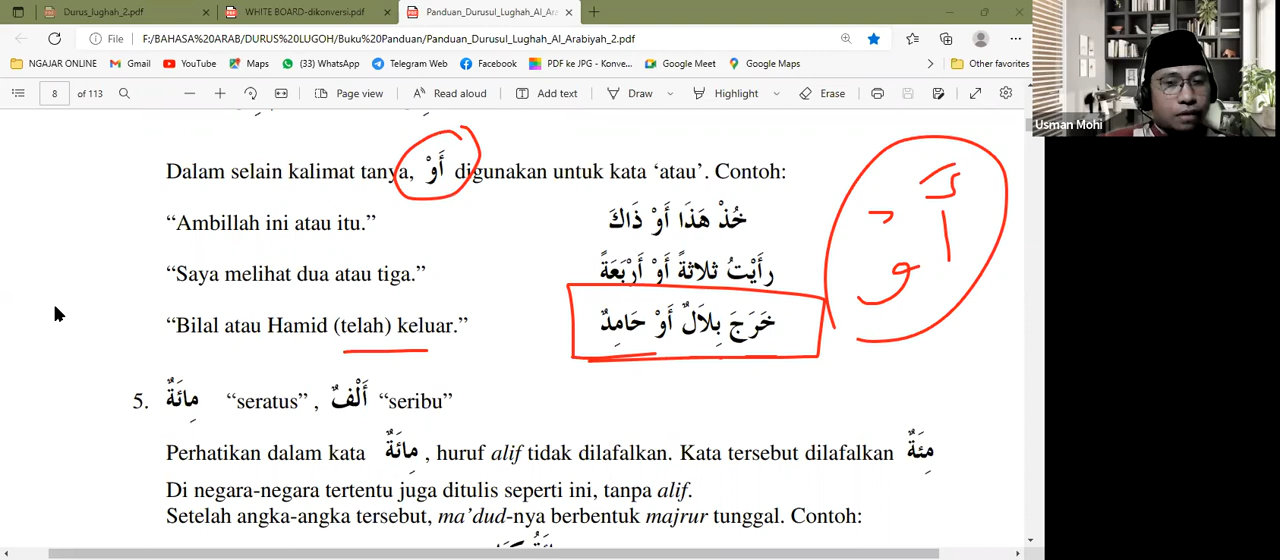 Durus_lughah_2.pdf
WHITE BOARD-dikonversi.pdf
Panduan_Durusul_Lughah_Al_Arab
File F:/BAHASA%20ARAB/DURUS%20LUGOH/Buku%20Panduan/Panduan_Durusul_Lughah_Al_Arabiyah_2.pdf
NGAJAR ONLINE Gmail YouTube Maps (33) WhatsApp Telegram Web Facebook PDF ke JPG - Konve... Google Meet Google Maps Other favorites
8 of 113 Page view Read aloud Add text Draw Highlight Erase
Usman Mohi
Dalam selain kalimat tanya, أَوْ digunakan untuk kata ‘atau’. Contoh:
“Ambillah ini atau itu.” خُذْ هَذَا أَوْ ذَاكَ
“Saya melihat dua atau tiga.” رأَيْتُ ثلاثةً أَوْ أَرْبَعَةً
“Bilal atau Hamid (telah) keluar.” خَرَجَ بِلاَلٌ أَوْ حَامِدٌ
5. مِائَةٌ “seratus” , أَلْفٌ “seribu”
Perhatikan dalam kata مِائَةٌ , huruf alif tidak dilafalkan. Kata tersebut dilafalkan مِئَةٌ
Di negara-negara tertentu juga ditulis seperti ini, tanpa alif.
Setelah angka-angka tersebut, ma’dud-nya berbentuk majrur tunggal. Contoh: